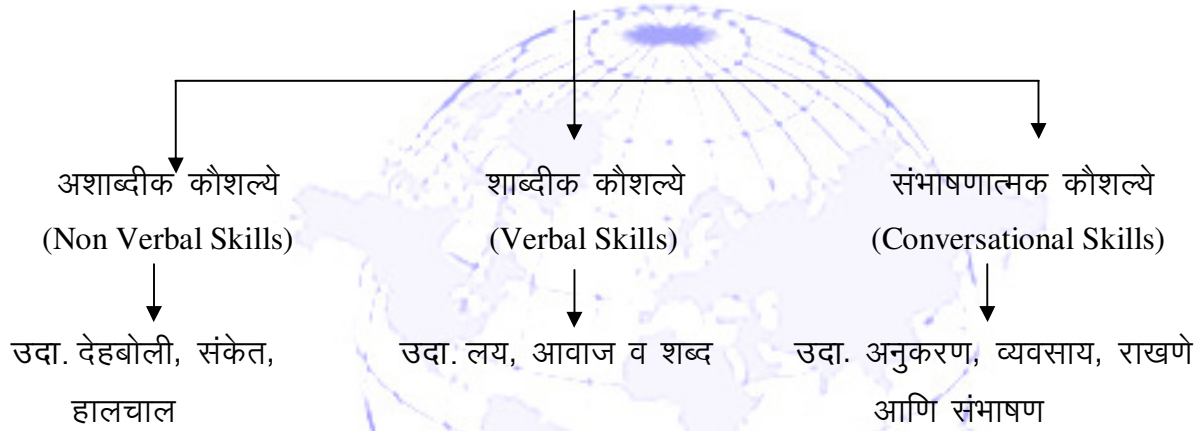 अशाब्दीक कौशल्ये शाब्दीक कौशल्ये संभाषणात्मक कौशल्ये
(Non Verbal Skills) (Verbal Skills) (Conversational Skills)
उदा. देहबोली, संकेत, उदा. लय, आवाज व शब्द उदा. अनुकरण, व्यवसाय, राखणे
हालचाल आणि संभाषण